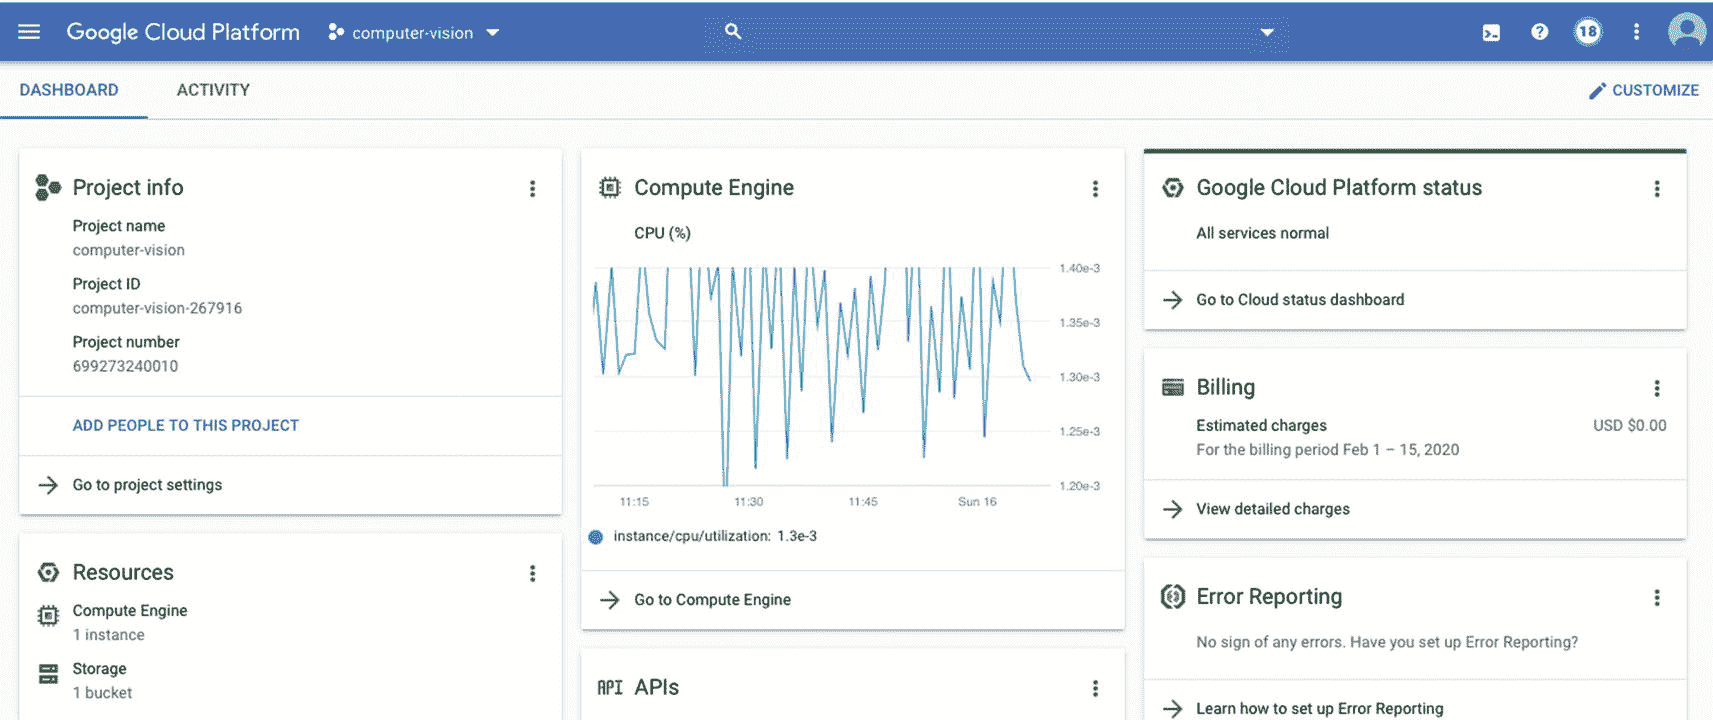 Google Cloud Platform
computer-vision
18
DASHBOARD
ACTIVITY
CUSTOMIZE
Project info
Project name
computer-vision
Project ID
computer-vision-267916
Project number
699273240010
ADD PEOPLE TO THIS PROJECT
Go to project settings
Resources
Compute Engine
1 instance
Storage
1 bucket
Compute Engine
CPU (%)
1.40e-3
1.35e-3
1.30e-3
1.25e-3
1.20e-3
11:15
11:30
11:45
Sun 16
instance/cpu/utilization: 1.3e-3
Go to Compute Engine
API APIs
Google Cloud Platform status
All services normal
Go to Cloud status dashboard
Billing
Estimated charges
USD $0.00
For the billing period Feb 1 – 15, 2020
View detailed charges
Error Reporting
No sign of any errors. Have you set up Error Reporting?
Learn how to set up Error Reporting